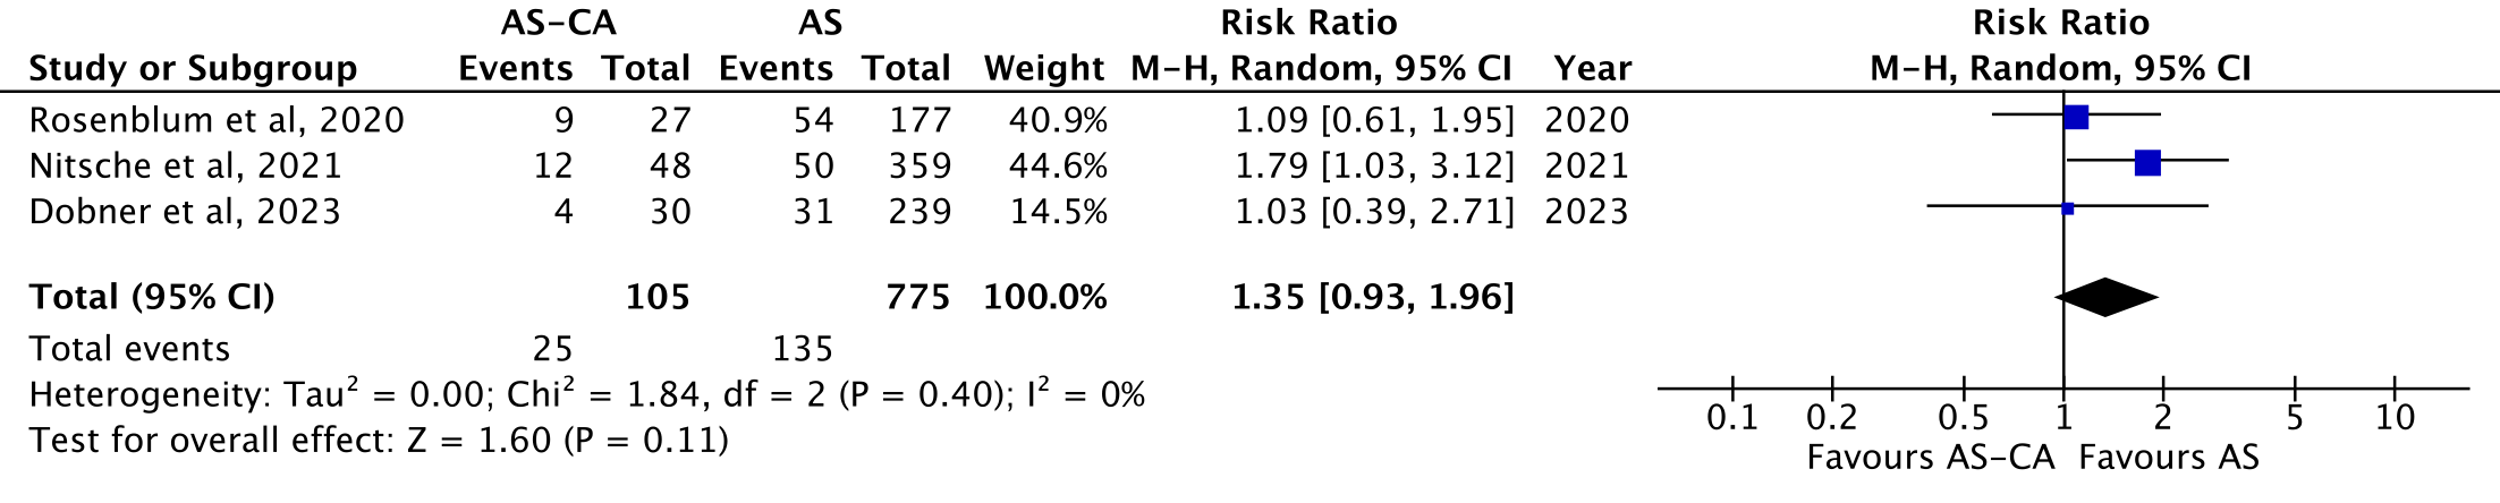 AS-CA AS Risk Ratio Risk Ratio
Study or Subgroup Events Total Events Total Weight M-H, Random, 95% CI Year M-H, Random, 95% CI
Rosenblum et al, 2020 9 27 54 177 40.9% 1.09 [0.61, 1.95] 2020
Nitsche et al, 2021 12 48 50 359 44.6% 1.79 [1.03, 3.12] 2021
Dobner et al, 2023 4 30 31 239 14.5% 1.03 [0.39, 2.71] 2023
Total (95% CI) 105 775 100.0% 1.35 [0.93, 1.96]
Total events 25 135
Heterogeneity: Tau² = 0.00; Chi² = 1.84, df = 2 (P = 0.40); I² = 0%
Test for overall effect: Z = 1.60 (P = 0.11)
0.1 0.2 0.5 1 2 5 10
Favours AS-CA Favours AS